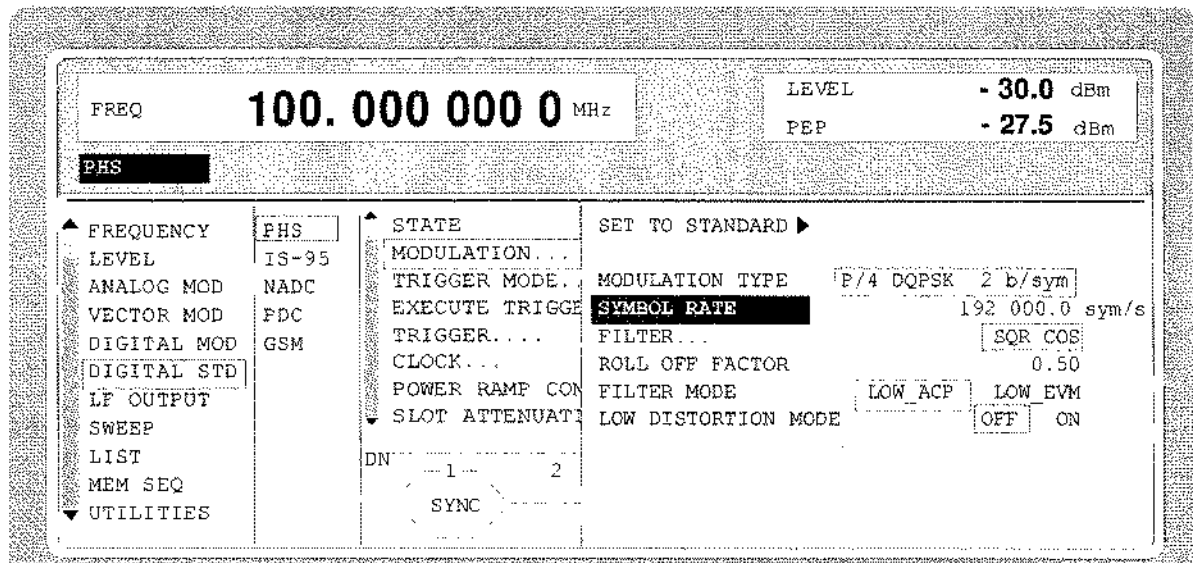 FREQ 100. 000 000 0 MHz
LEVEL - 30.0 dBm
PEP - 27.5 dBm
PHS
FREQUENCY
LEVEL
ANALOG MOD
VECTOR MOD
DIGITAL MOD
DIGITAL STD
LF OUTPUT
SWEEP
LIST
MEM SEQ
UTILITIES
PHS
IS-95
NADC
PDC
GSM
STATE
MODULATION...
TRIGGER MODE..
EXECUTE TRIGGE
TRIGGER....
CLOCK...
POWER RAMP CON
SLOT ATTENUATI
DN 1 2
SYNC
SET TO STANDARD
MODULATION TYPE P/4 DQPSK 2 b/sym
SYMBOL RATE 192 000.0 sym/s
FILTER... SQR COS
ROLL OFF FACTOR 0.50
FILTER MODE LOW_ACP LOW_EVM
LOW DISTORTION MODE OFF ON